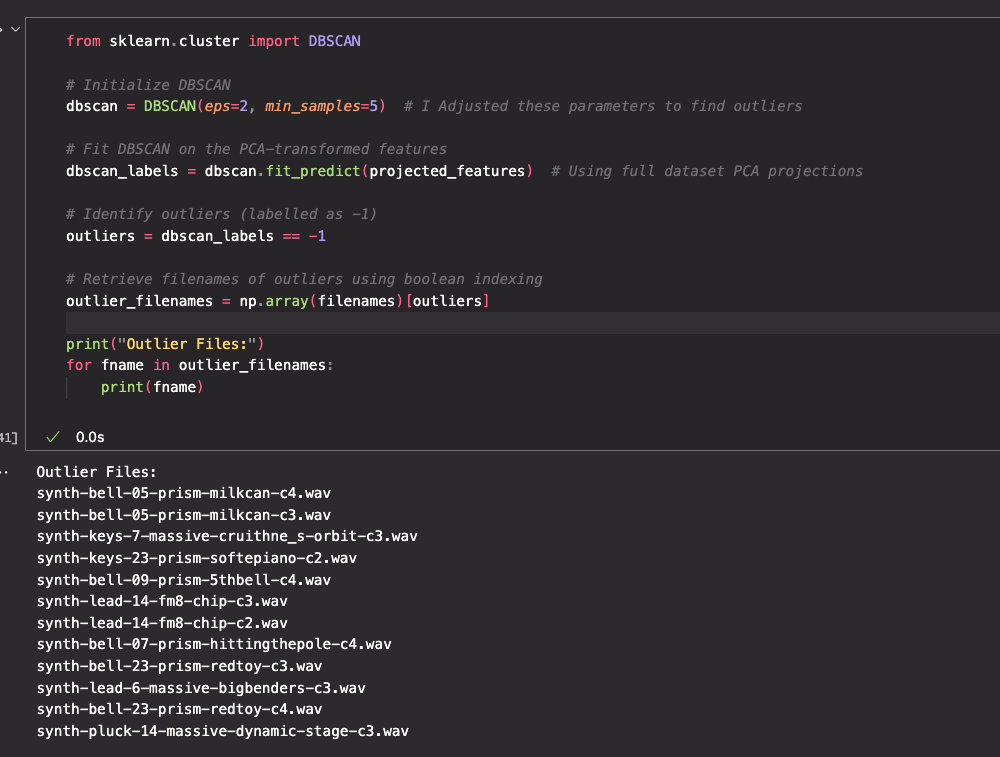 from sklearn.cluster import DBSCAN
# Initialize DBSCAN
dbscan = DBSCAN(eps=2, min_samples=5)  # I Adjusted these parameters to find outliers
# Fit DBSCAN on the PCA-transformed features
dbscan_labels = dbscan.fit_predict(projected_features)  # Using full dataset PCA projections
# Identify outliers (labelled as -1)
outliers = dbscan_labels == -1
# Retrieve filenames of outliers using boolean indexing
outlier_filenames = np.array(filenames)[outliers]
print("Outlier Files:")
for fname in outlier_filenames:
    print(fname)
41] 0.0s
Outlier Files:
synth-bell-05-prism-milkcan-c4.wav
synth-bell-05-prism-milkcan-c3.wav
synth-keys-7-massive-cruithne_s-orbit-c3.wav
synth-keys-23-prism-softepiano-c2.wav
synth-bell-09-prism-5thbell-c4.wav
synth-lead-14-fm8-chip-c3.wav
synth-lead-14-fm8-chip-c2.wav
synth-bell-07-prism-hittingthepole-c4.wav
synth-bell-23-prism-redtoy-c3.wav
synth-lead-6-massive-bigbenders-c3.wav
synth-bell-23-prism-redtoy-c4.wav
synth-pluck-14-massive-dynamic-stage-c3.wav